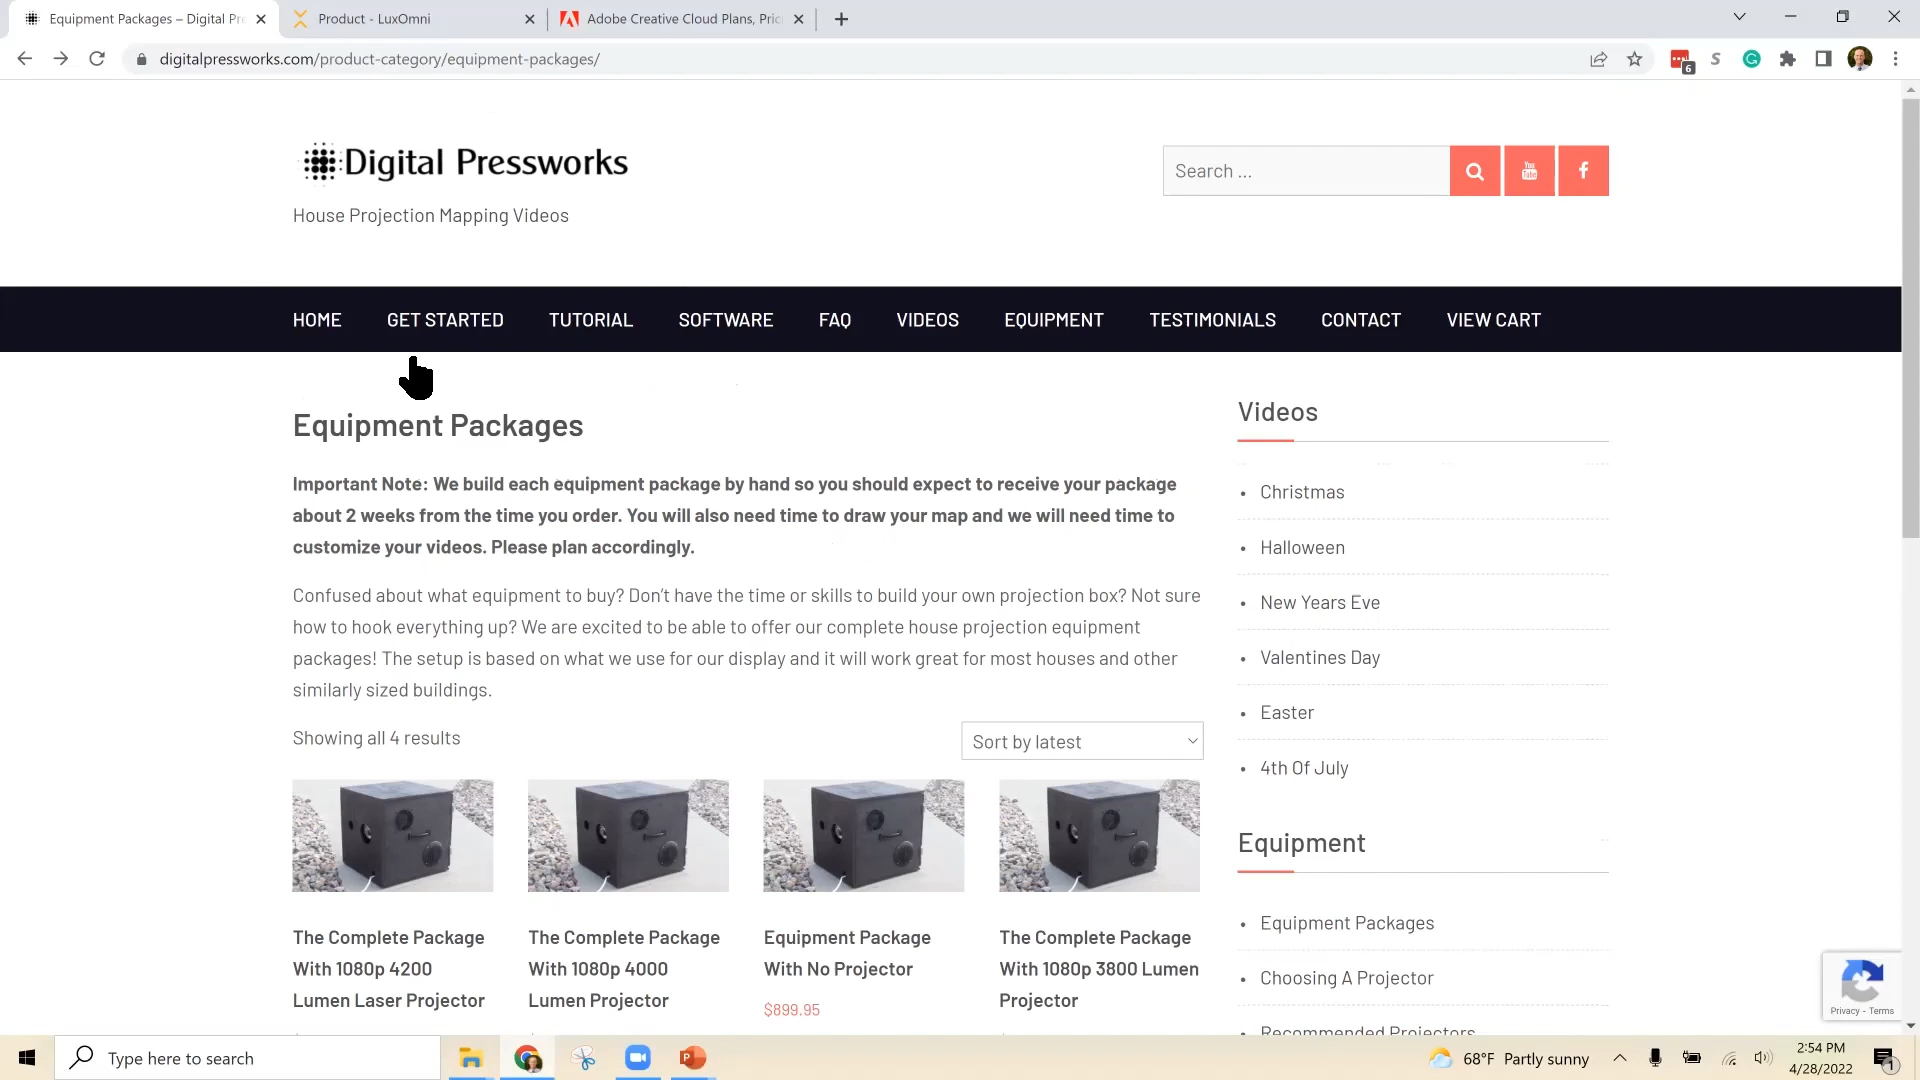 Equipment Packages – Digital Pre
Product - LuxOmni
Adobe Creative Cloud Plans, Pric
digitalpressworks.com/product-category/equipment-packages/
6
Digital Pressworks
House Projection Mapping Videos
Search ...
You
Tube
HOME GET STARTED TUTORIAL SOFTWARE FAQ VIDEOS EQUIPMENT TESTIMONIALS CONTACT VIEW CART
Equipment Packages
Important Note: We build each equipment package by hand so you should expect to receive your package
about 2 weeks from the time you order. You will also need time to draw your map and we will need time to
customize your videos. Please plan accordingly.
Confused about what equipment to buy? Don't have the time or skills to build your own projection box? Not sure
how to hook everything up? We are excited to be able to offer our complete house projection equipment
packages! The setup is based on what we use for our display and it will work great for most houses and other
similarly sized buildings.
Showing all 4 results
Sort by latest
The Complete Package
With 1080p 4200
Lumen Laser Projector
The Complete Package
With 1080p 4000
Lumen Projector
Equipment Package
With No Projector
$899.95
The Complete Package
With 1080p 3800 Lumen
Projector
Videos
• Christmas
• Halloween
• New Years Eve
• Valentines Day
• Easter
• 4th Of July
Equipment
• Equipment Packages
• Choosing A Projector
• Recommended Projectors
Privacy - Terms
Type here to search
68°F Partly sunny
2:54 PM
4/28/2022
1